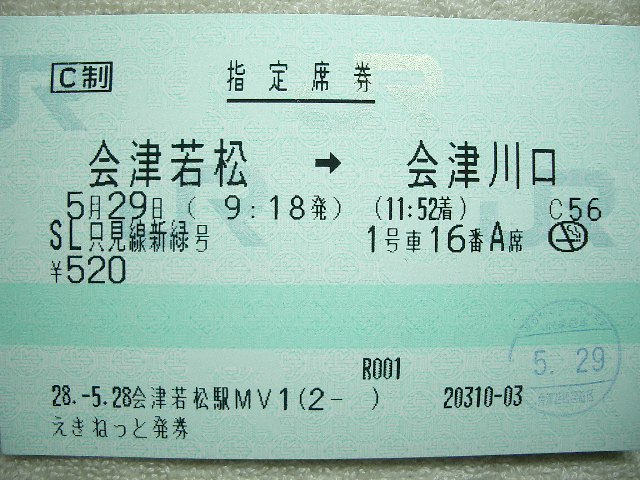 C制
指定席券
会津若松 → 会津川口
5月29日 ( 9:18発) (11:52着) C56
SL只見線新緑号 1号車16番A席
¥520
5. 29
R001
28.-5.28会津若松駅MV1(2- ) 20310-03
えきねっと発券